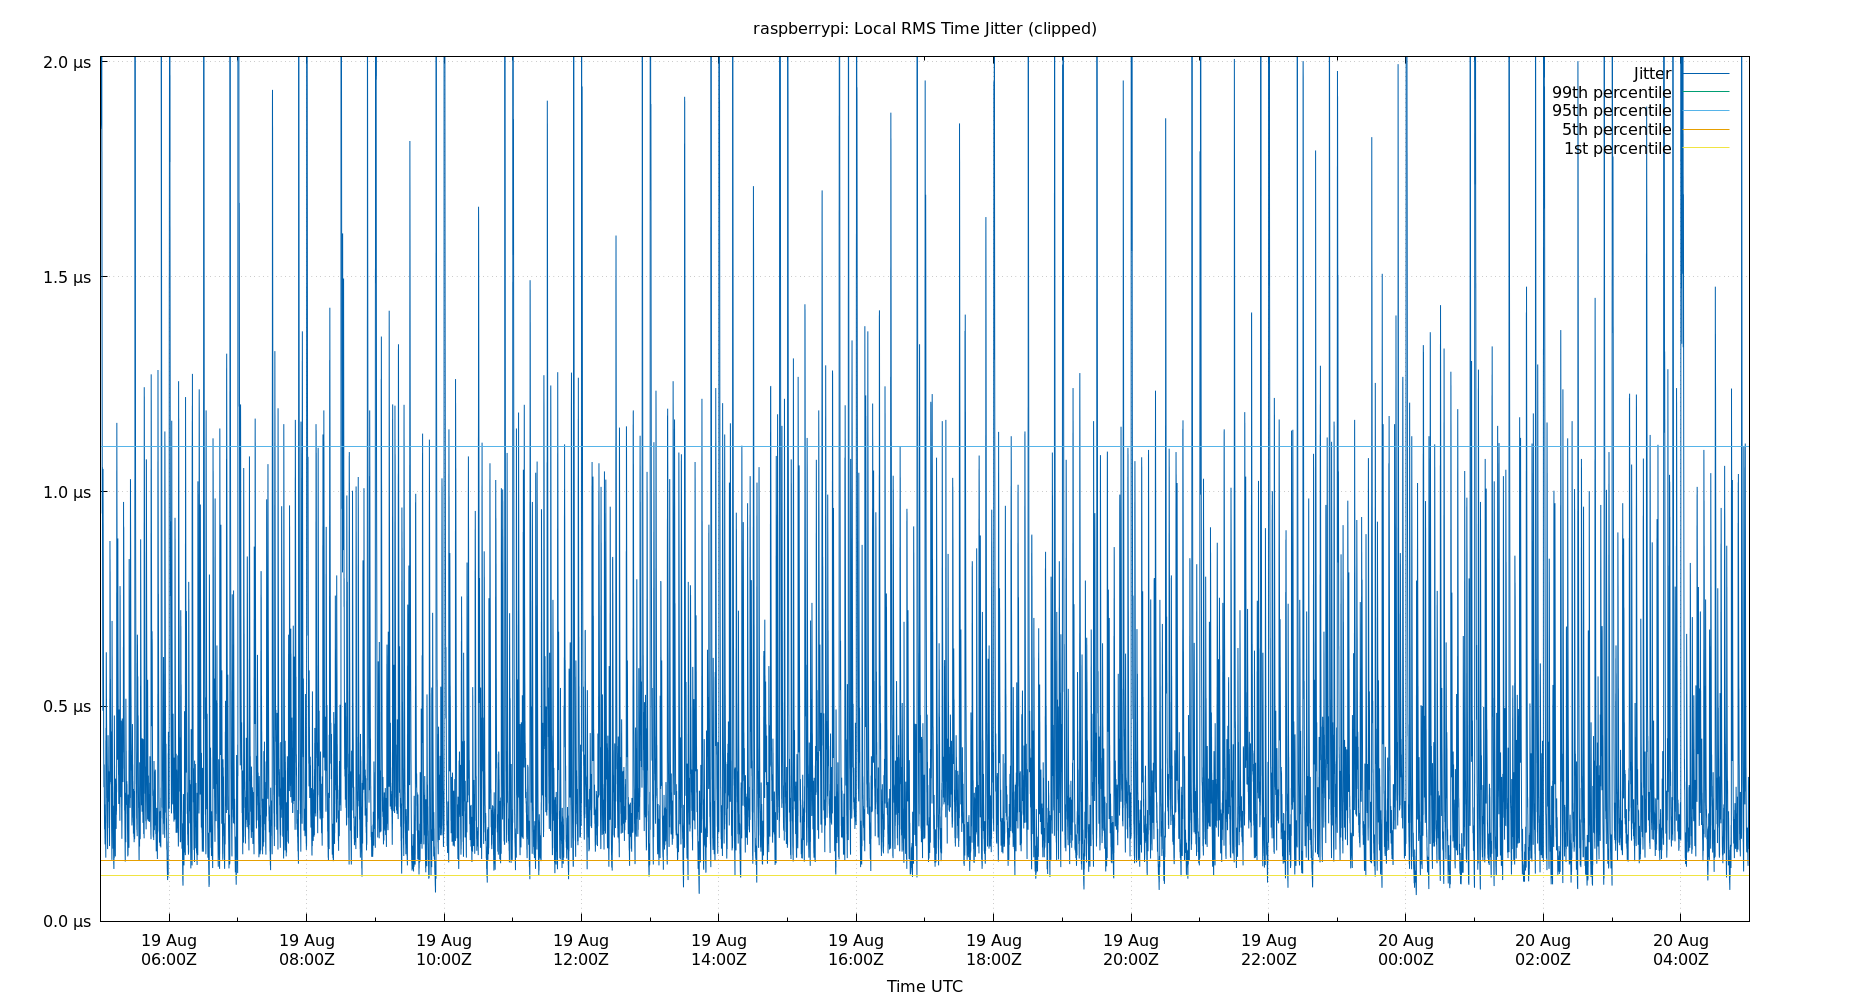 raspberrypi: Local RMS Time Jitter (clipped)
2.0 μs
1.5 μs
1.0 μs
0.5 μs
0.0 μs
Jitter
99th percentile
95th percentile
5th percentile
1st percentile
19 Aug 19 Aug 19 Aug 19 Aug 19 Aug 19 Aug 19 Aug 19 Aug 19 Aug 20 Aug 20 Aug 20 Aug
06:00Z 08:00Z 10:00Z 12:00Z 14:00Z 16:00Z 18:00Z 20:00Z 22:00Z 00:00Z 02:00Z 04:00Z
Time UTC